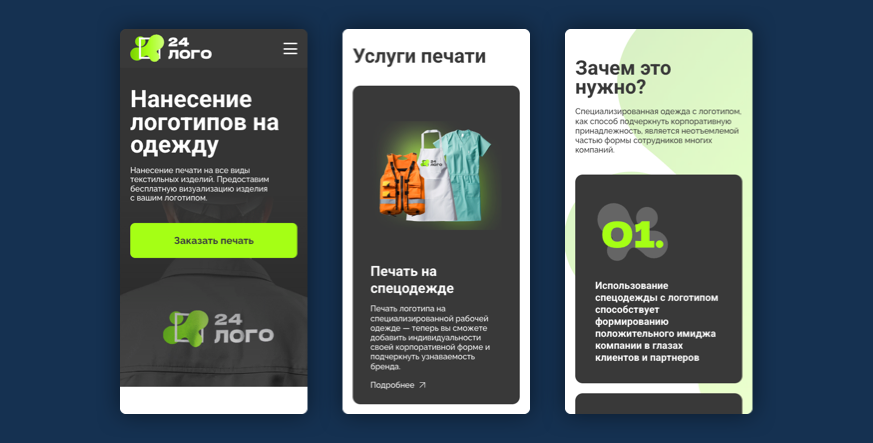 24
ЛОГО
Нанесение
логотипов на
одежду
Нанесение печати на все виды
текстильных изделий. Предоставим
бесплатную визуализацию изделия
с вашим логотипом.
Заказать печать
24
ЛОГО
Услуги печати
24
ЛОГО
Печать на
спецодежде
Печать логотипа на
специализированной рабочей
одежде — теперь вы сможете
добавить индивидуальности
своей корпоративной форме и
подчеркнуть узнаваемость
бренда.
Подробнее
Зачем это
нужно?
Специализированная одежда с логотипом,
как способ подчеркнуть корпоративную
принадлежность, является неотъемлемой
частью формы сотрудников многих
компаний.
01.
Использование
спецодежды с логотипом
способствует
формированию
положительного имиджа
компании в глазах
клиентов и партнеров